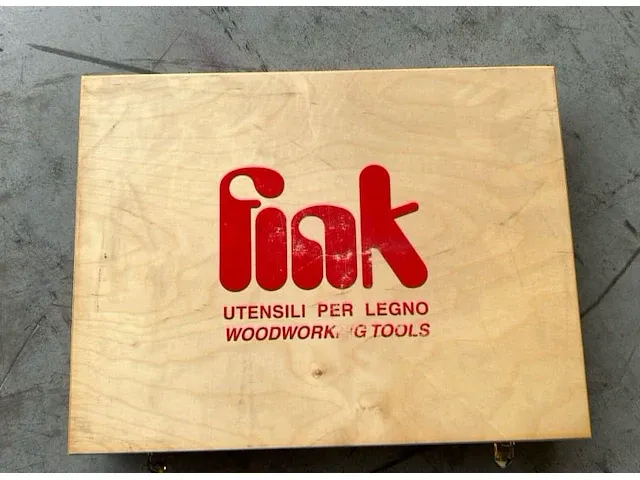 fink
UTENSILI PER LEGNO
WOODWORKING TOOLS